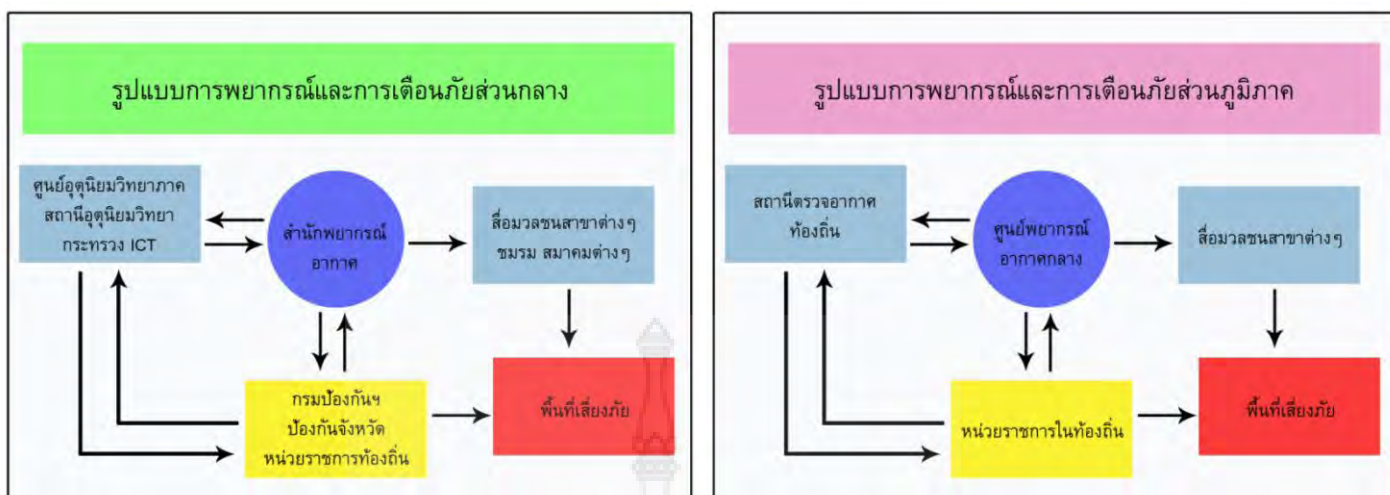 รูปแบบการพยากรณ์และการเตือนภัยส่วนกลาง
ศูนย์อุตุนิยมวิทยาภาค
สถานีอุตุนิยมวิทยา
กระทรวง ICT
สำนักพยากรณ์
อากาศ
สื่อมวลชนสาขาต่างๆ
ชมรม สมาคมต่างๆ
กรมป้องกันฯ
ป้องกันจังหวัด
หน่วยราชการท้องถิ่น
พื้นที่เสี่ยงภัย
รูปแบบการพยากรณ์และการเตือนภัยส่วนภูมิภาค
สถานีตรวจอากาศ
ท้องถิ่น
ศูนย์พยากรณ์
อากาศกลาง
สื่อมวลชนสาขาต่างๆ
หน่วยราชการในท้องถิ่น
พื้นที่เสี่ยงภัย